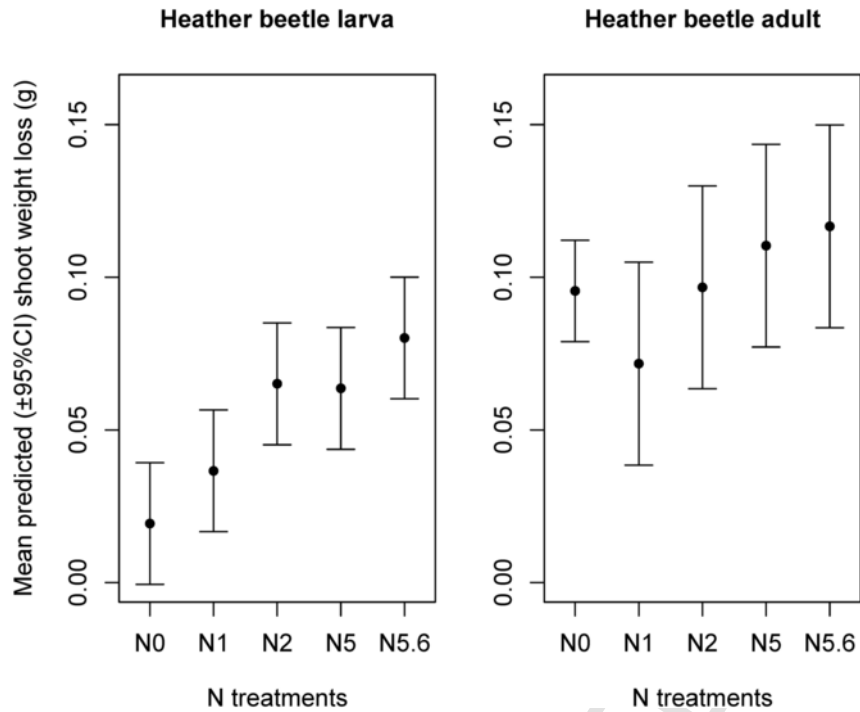 Heather beetle larva
Heather beetle adult
Mean predicted (±95%CI) shoot weight loss (g)
0.15
0.10
0.05
0.00
N0 N1 N2 N5 N5.6
N treatments
0.15
0.10
0.05
0.00
N0 N1 N2 N5 N5.6
N treatments